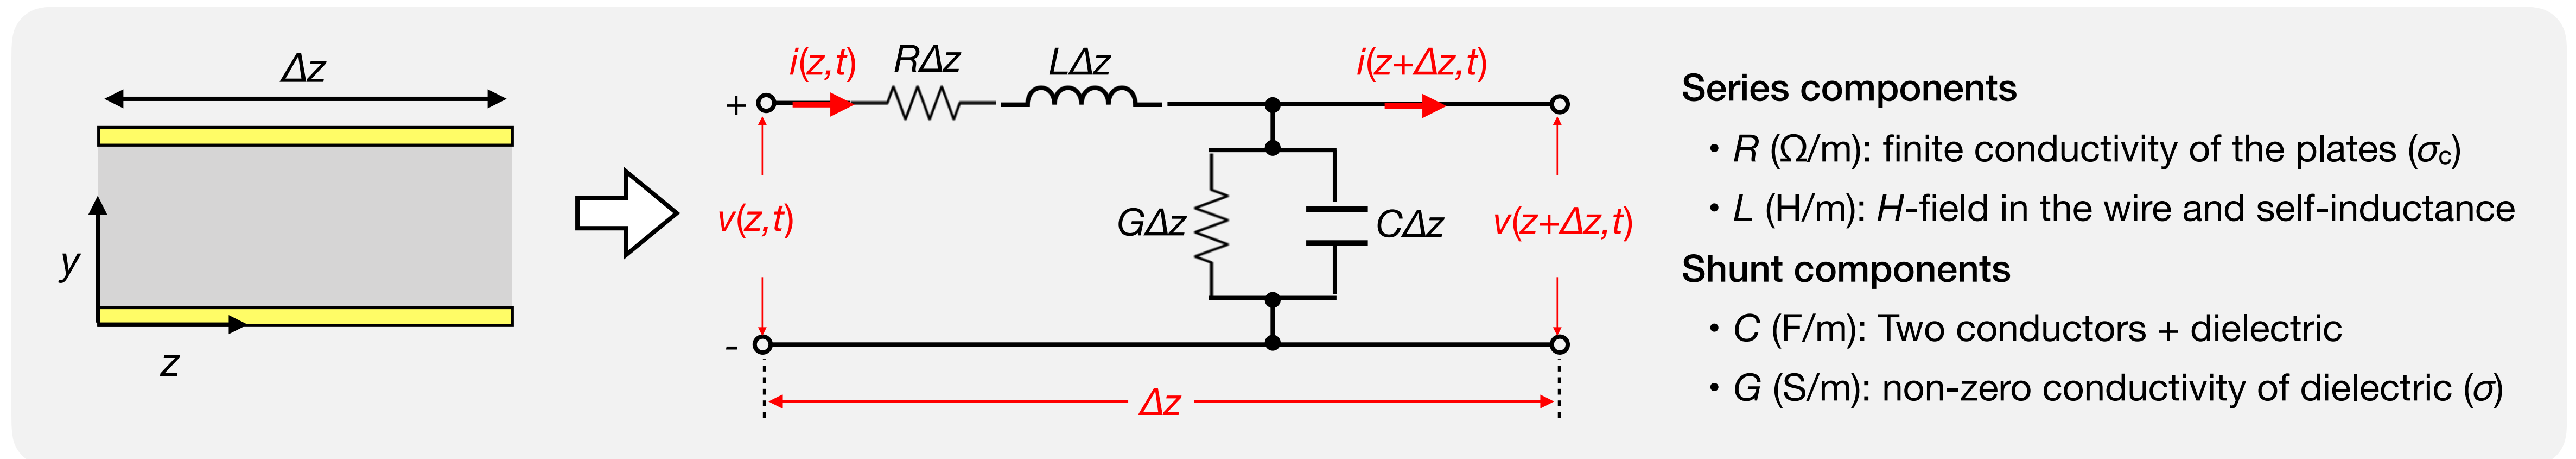 Δz
y
z
+
-
i(z,t)
RΔz
LΔz
i(z+Δz,t)
v(z,t)
GΔz
CΔz
v(z+Δz,t)
Δz
Series components
• R (Ω/m): finite conductivity of the plates (σc)
• L (H/m): H-field in the wire and self-inductance
Shunt components
• C (F/m): Two conductors + dielectric
• G (S/m): non-zero conductivity of dielectric (σ)